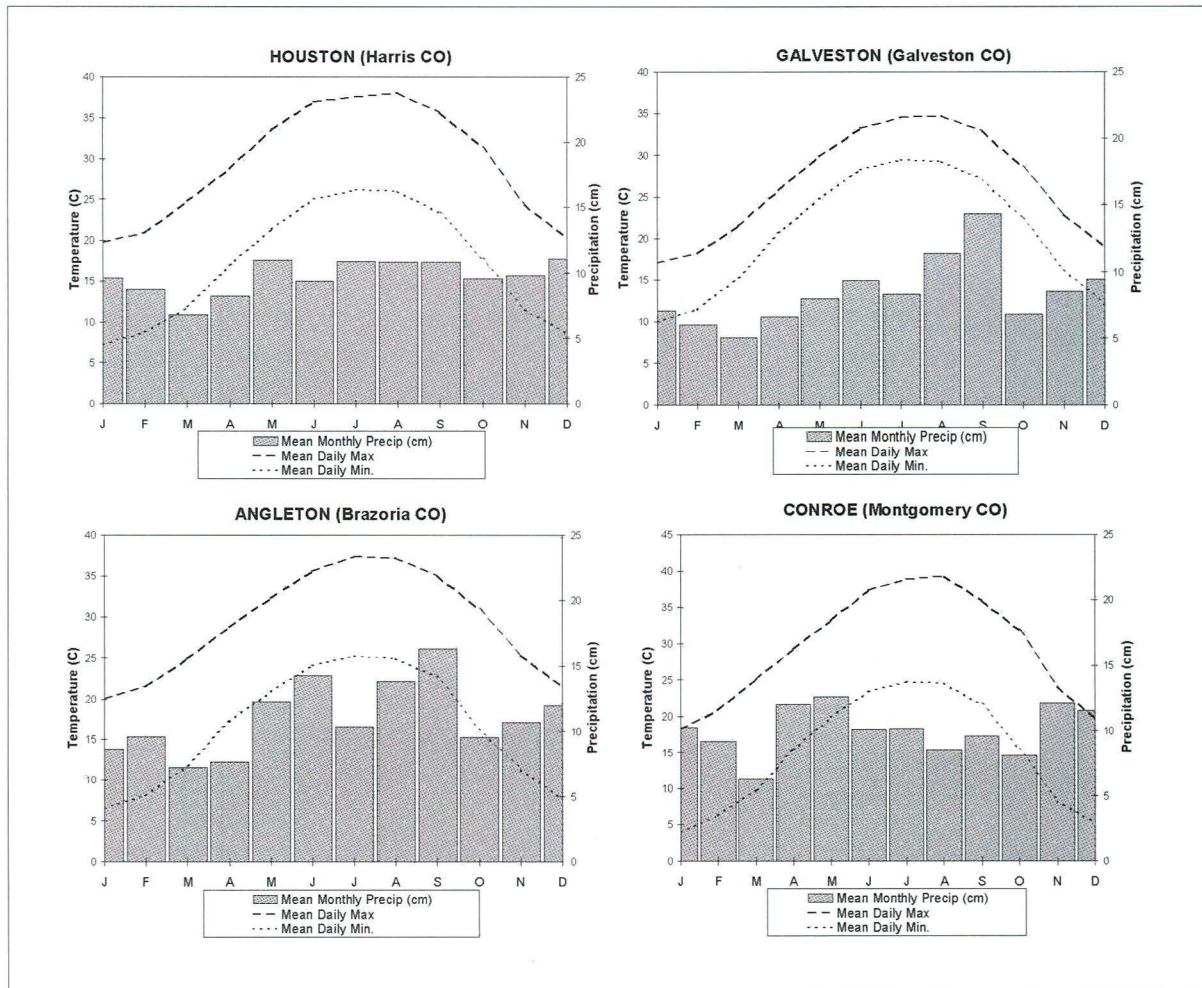 HOUSTON (Harris CO)
40
35
30
25
20
15
10
5
0
Temperature (C)
25
20
15
10
5
0
Precipitation (cm)
J F M A M J J A S O N D
Mean Monthly Precip (cm)
Mean Daily Max
Mean Daily Min.
GALVESTON (Galveston CO)
40
35
30
25
20
15
10
5
0
Temperature (C)
25
20
15
10
5
0
Precipitation (cm)
J F M A M J J A S O N D
Mean Monthly Precip (cm)
Mean Daily Max
Mean Daily Min.
ANGLETON (Brazoria CO)
40
35
30
25
20
15
10
5
0
Temperature (C)
25
20
15
10
5
0
Precipitation (cm)
J F M A M J J A S O N D
Mean Monthly Precip (cm)
Mean Daily Max
Mean Daily Min.
CONROE (Montgomery CO)
45
40
35
30
25
20
15
10
5
0
Temperature (C)
25
20
15
10
5
0
Precipitation (cm)
J F M A M J J A S O N D
Mean Monthly Precip (cm)
Mean Daily Max
Mean Daily Min.